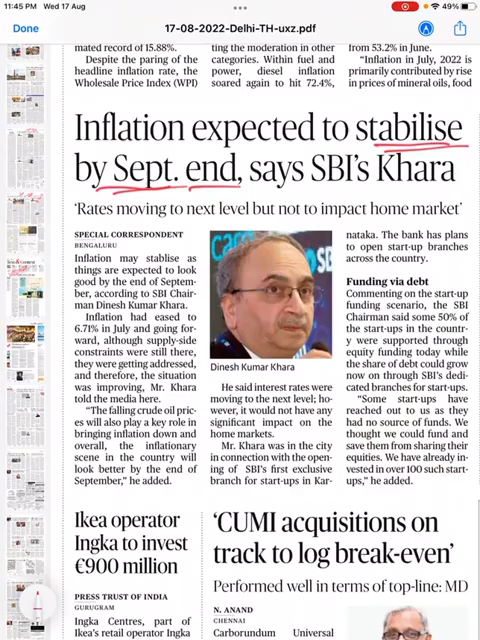 11:45 PM Wed 17 Aug
49%
Done
17-08-2022-Delhi-TH-uxz.pdf
mated record of 15.88%.
Despite the paring of the
headline inflation rate, the
Wholesale Price Index (WPI)
ting the moderation in other
categories. Within fuel and
power, diesel inflation
soared again to hit 72.4%,
from 53.2% in June.
"Inflation in July, 2022 is
primarily contributed by rise
in prices of mineral oils, food
Inflation expected to stabilise
by Sept. end, says SBI's Khara
'Rates moving to next level but not to impact home market'
SPECIAL CORRESPONDENT
BENGALURU
Inflation may stablise as
things are expected to look
good by the end of Septem-
ber, according to SBI Chair-
man Dinesh Kumar Khara.
Inflation had eased to
6.71% in July and going for-
ward, although supply-side
constraints were still there,
they were getting addressed,
and therefore, the situation
was improving, Mr. Khara
told the media here.
"The falling crude oil pric-
es will also play a key role in
bringing inflation down and
overall, the inflationary
scene in the country will
look better by the end of
September," he added.
Dinesh Kumar Khara
He said interest rates were
moving to the next level; ho-
wever, it would not have any
significant impact on the
home markets.
Mr. Khara was in the city
in connection with the open-
ing of SBI's first exclusive
branch for start-ups in Kar-
nataka. The bank has plans
to open start-up branches
across the country.
Funding via debt
Commenting on the start-up
funding scenario, the SBI
Chairman said some 50% of
the start-ups in the count-
ry were supported through
equity funding today while
the share of debt could grow
now on through SBI's dedi-
cated branches for start-ups.
"Some start-ups have
reached out to us as they
had no source of funds. We
thought we could fund and
save them from sharing their
equities. We have already in-
vested in over 100 such start-
ups," he added.
Ikea operator
Ingka to invest
€900 million
PRESS TRUST OF INDIA
GURUGRAM
Ingka Centres, part of
Ikea's retail operator Ingka
'CUMI acquisitions on
track to log break-even'
Performed well in terms of top-line: MD
N. ANAND
CHENNAI
Carborundum Universal